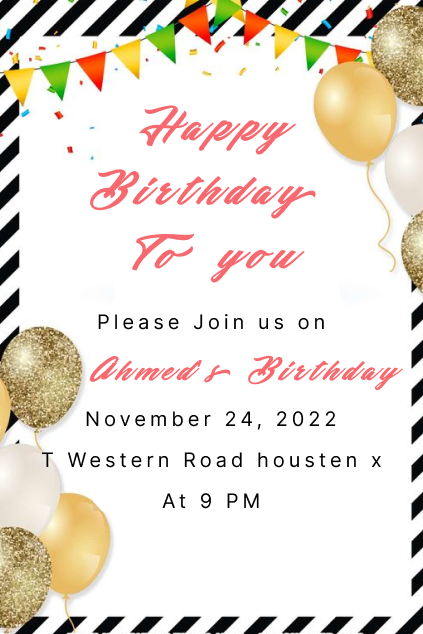 Happy
Birthday
To you
Please Join us on
Ahmed's Birthday
November 24, 2022
T Western Road housten x
At 9 PM